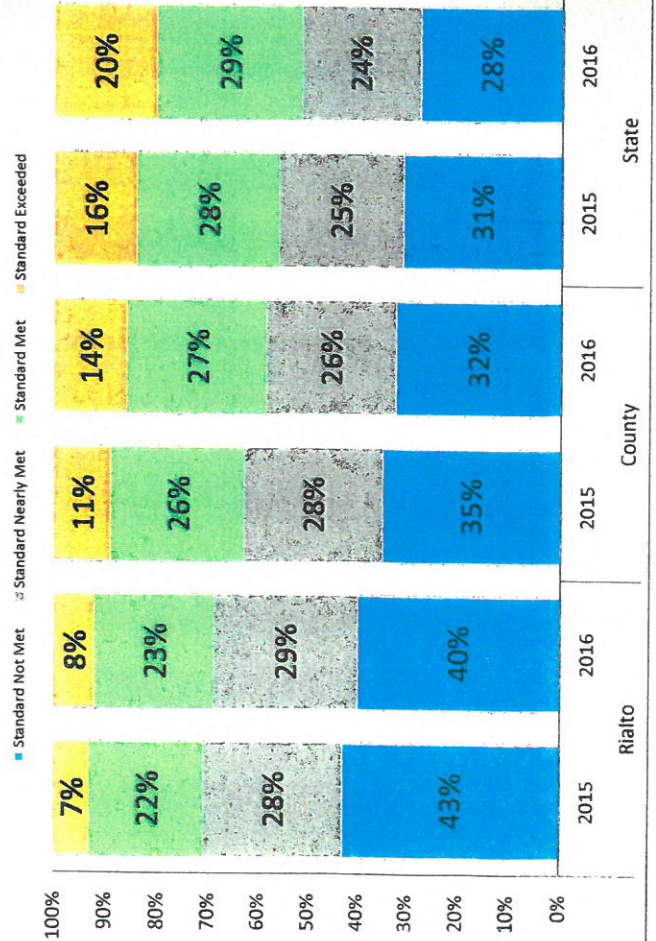 Standard Not Met Standard Nearly Met Standard Met Standard Exceeded
100%
90%
80%
70%
60%
50%
40%
30%
20%
10%
0%
7% 8% 11% 14% 16% 20%
22% 23% 26% 27% 28% 29%
28% 29% 28% 26% 25% 24%
43% 40% 35% 32% 31% 28%
2015 2016 2015 2016 2015 2016
Rialto County State